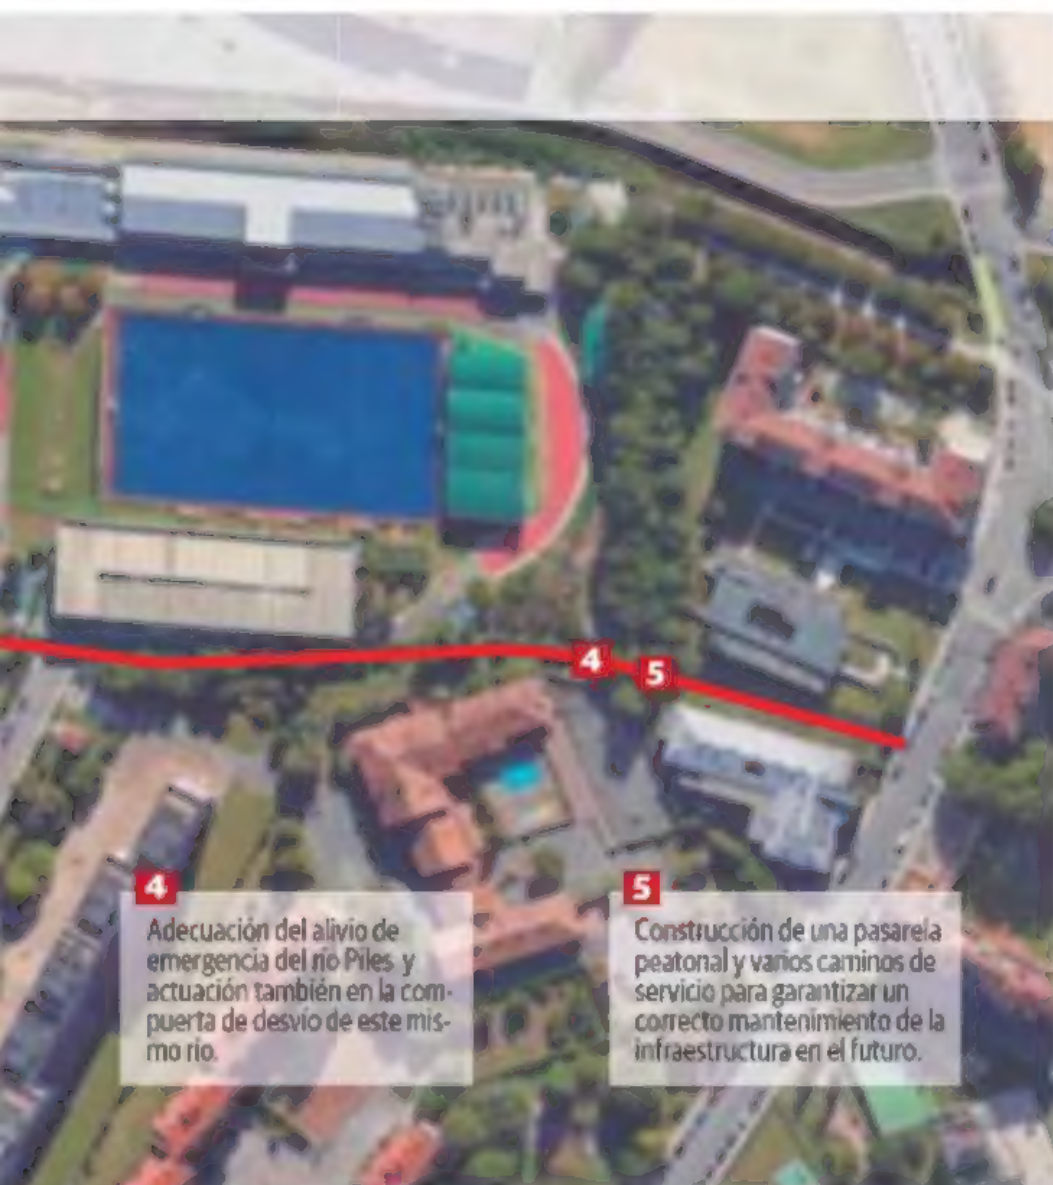 4
5
4
Adecuación del alivio de
emergencia del río Piles y
actuación también en la com-
puerta de desvío de este mis-
mo río.
5
Construcción de una pasarela
peatonal y varios caminos de
servicio para garantizar un
correcto mantenimiento de la
infraestructura en el futuro.